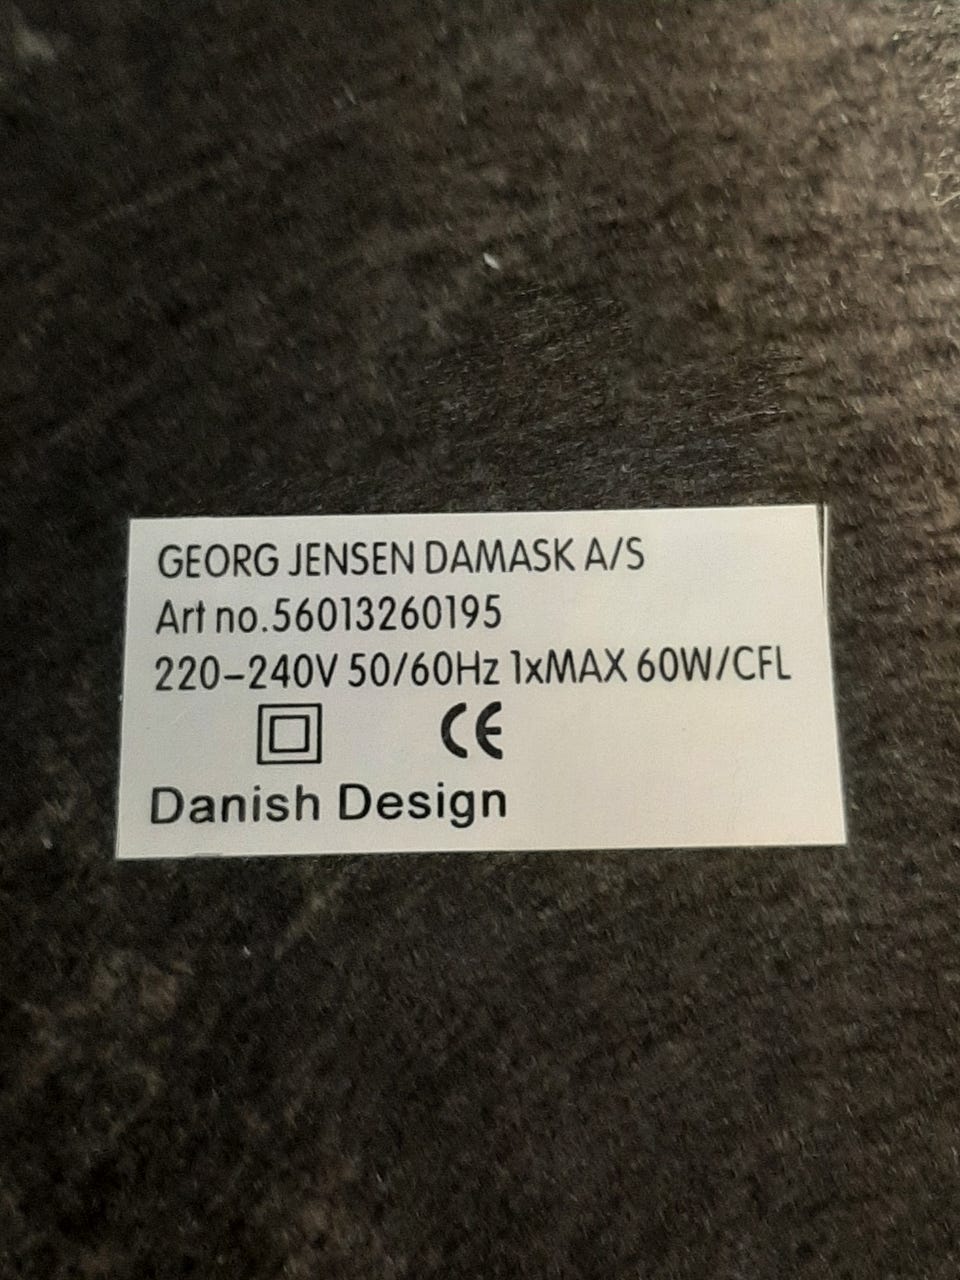 GEORG JENSEN DAMASK A/S
Art no.56013260195
220-240V 50/60Hz 1xMAX 60W/CFL
CE
Danish Design